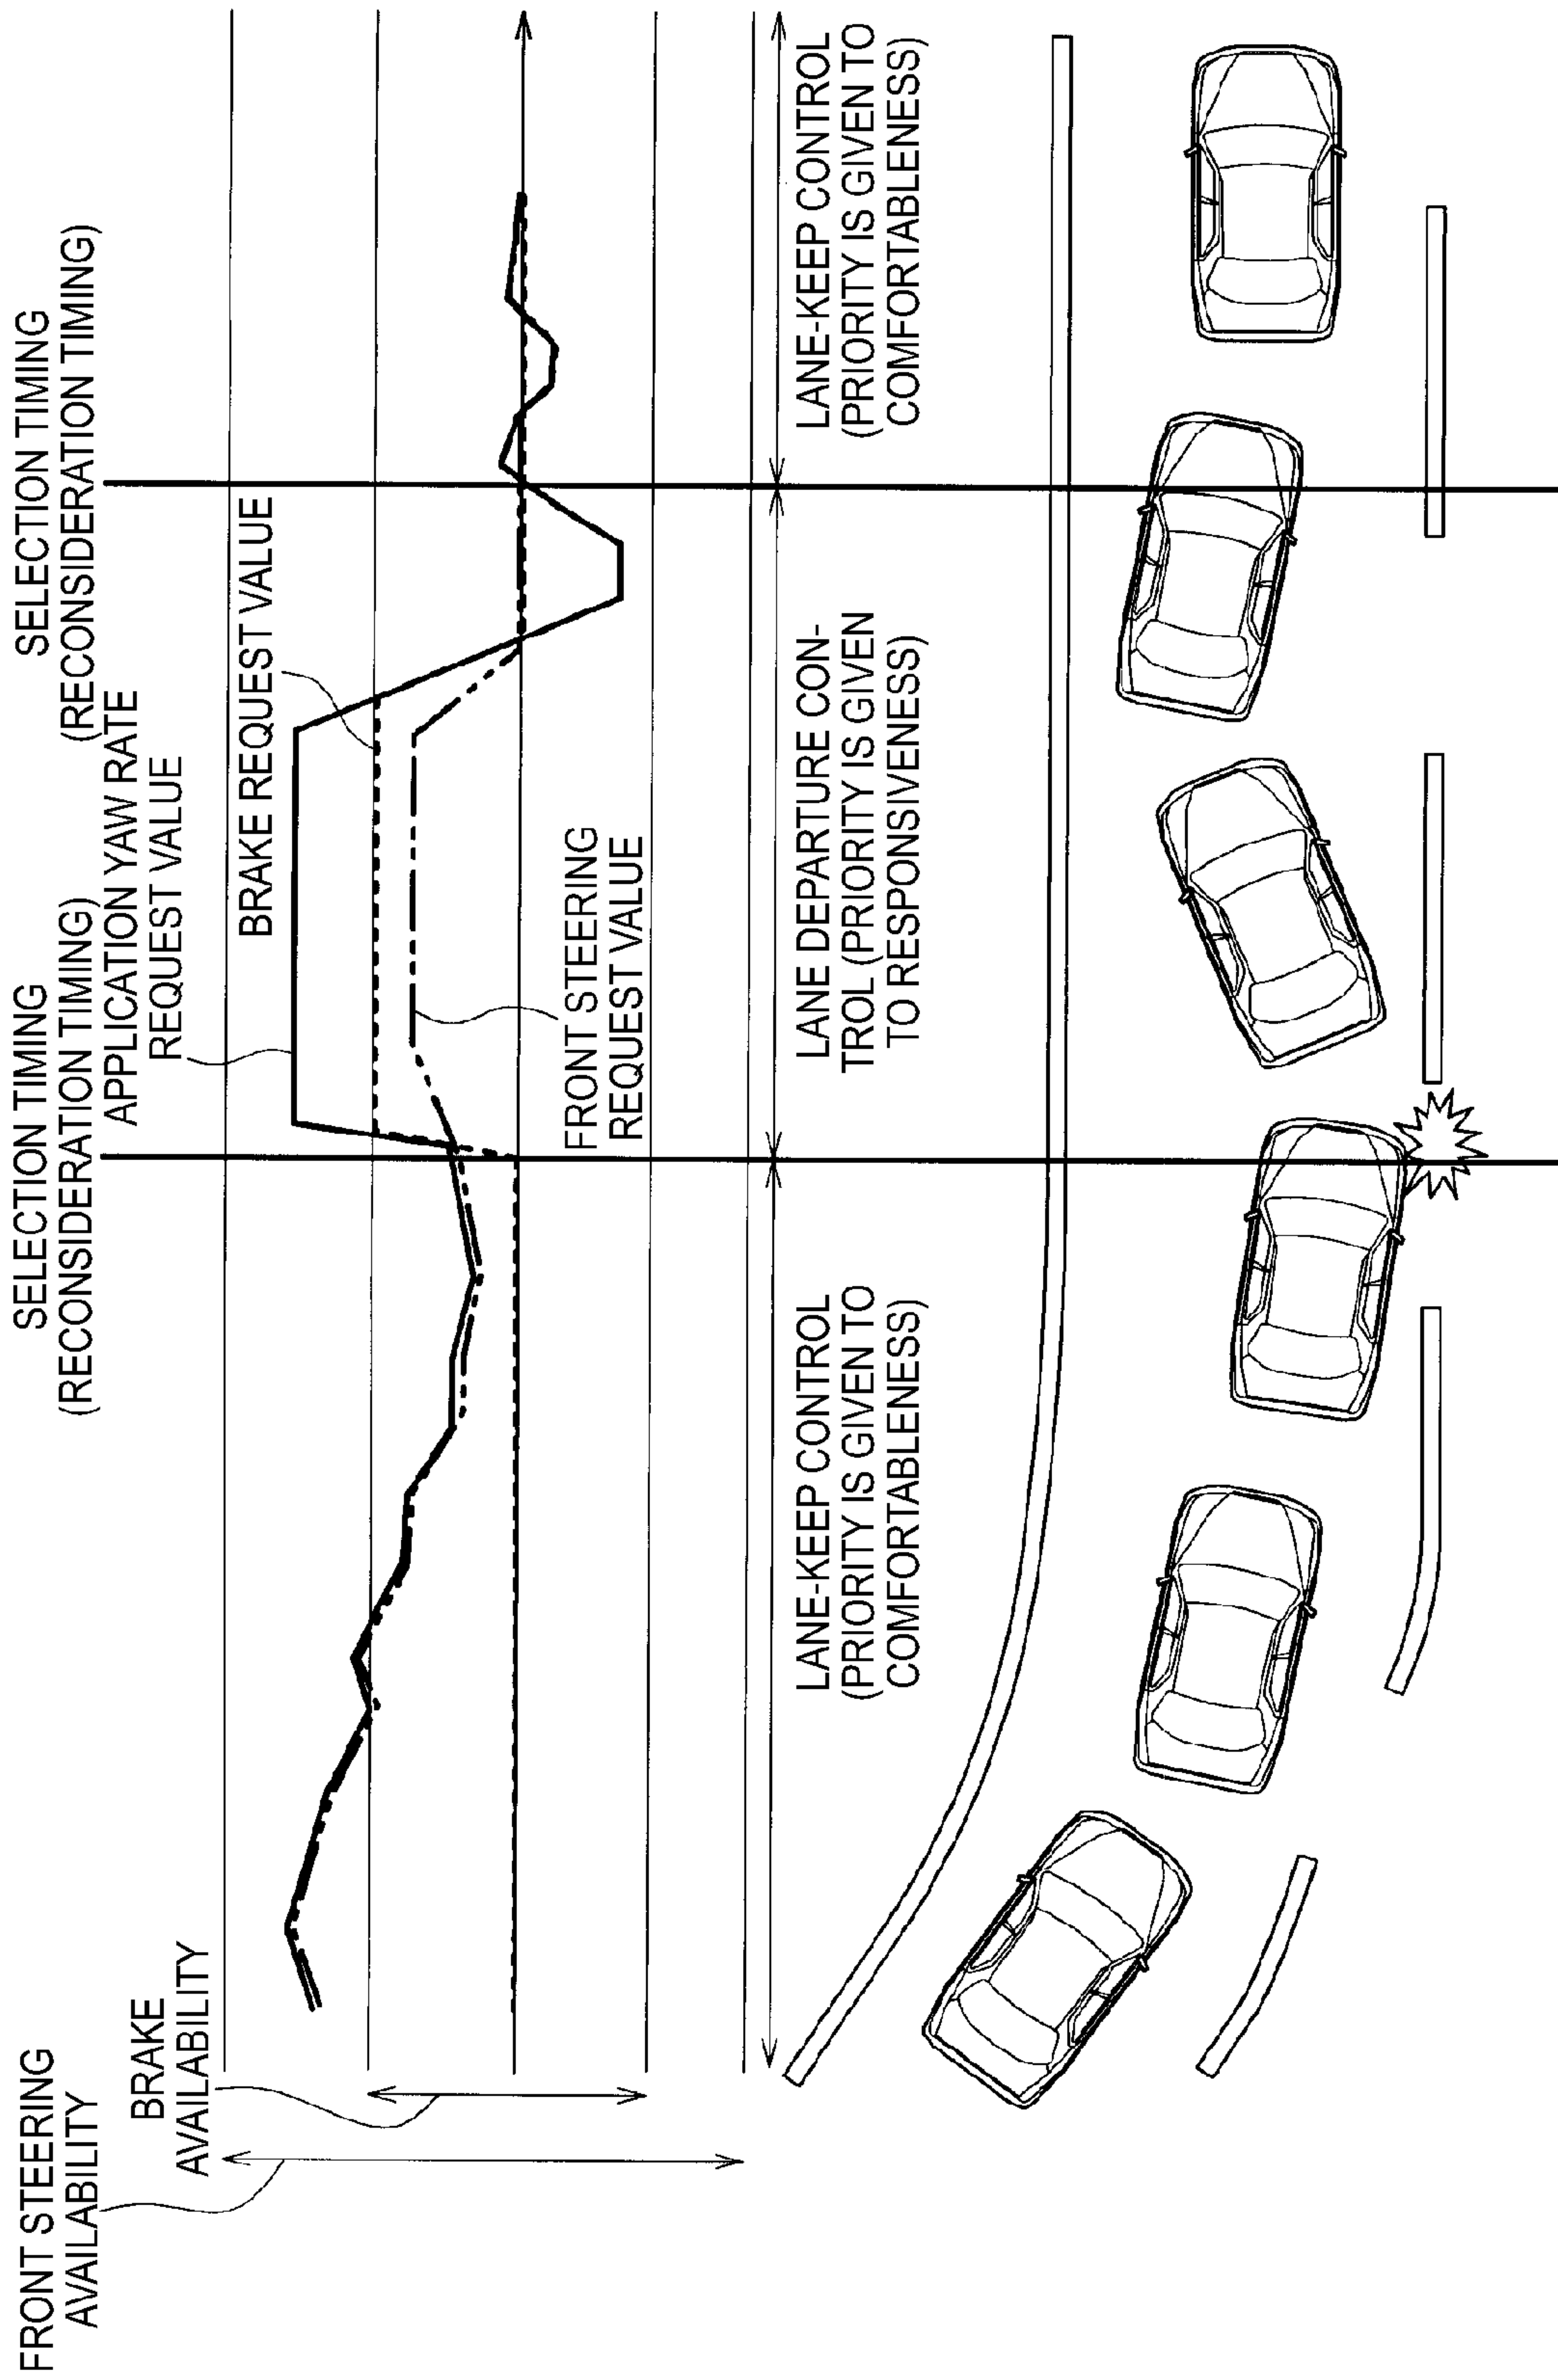 FRONT STEERING
AVAILABILITY
BRAKE
AVAILABILITY
SELECTION TIMING
(RECONSIDERATION TIMING)
APPLICATION YAW RATE
REQUEST VALUE
SELECTION TIMING
(RECONSIDERATION TIMING)
BRAKE REQUEST VALUE
FRONT STEERING
REQUEST VALUE
LANE-KEEP CONTROL
(PRIORITY IS GIVEN TO
COMFORTABLENESS)
LANE DEPARTURE CON-
TROL (PRIORITY IS GIVEN
TO RESPONSIVENESS)
LANE-KEEP CONTROL
(PRIORITY IS GIVEN TO
COMFORTABLENESS)